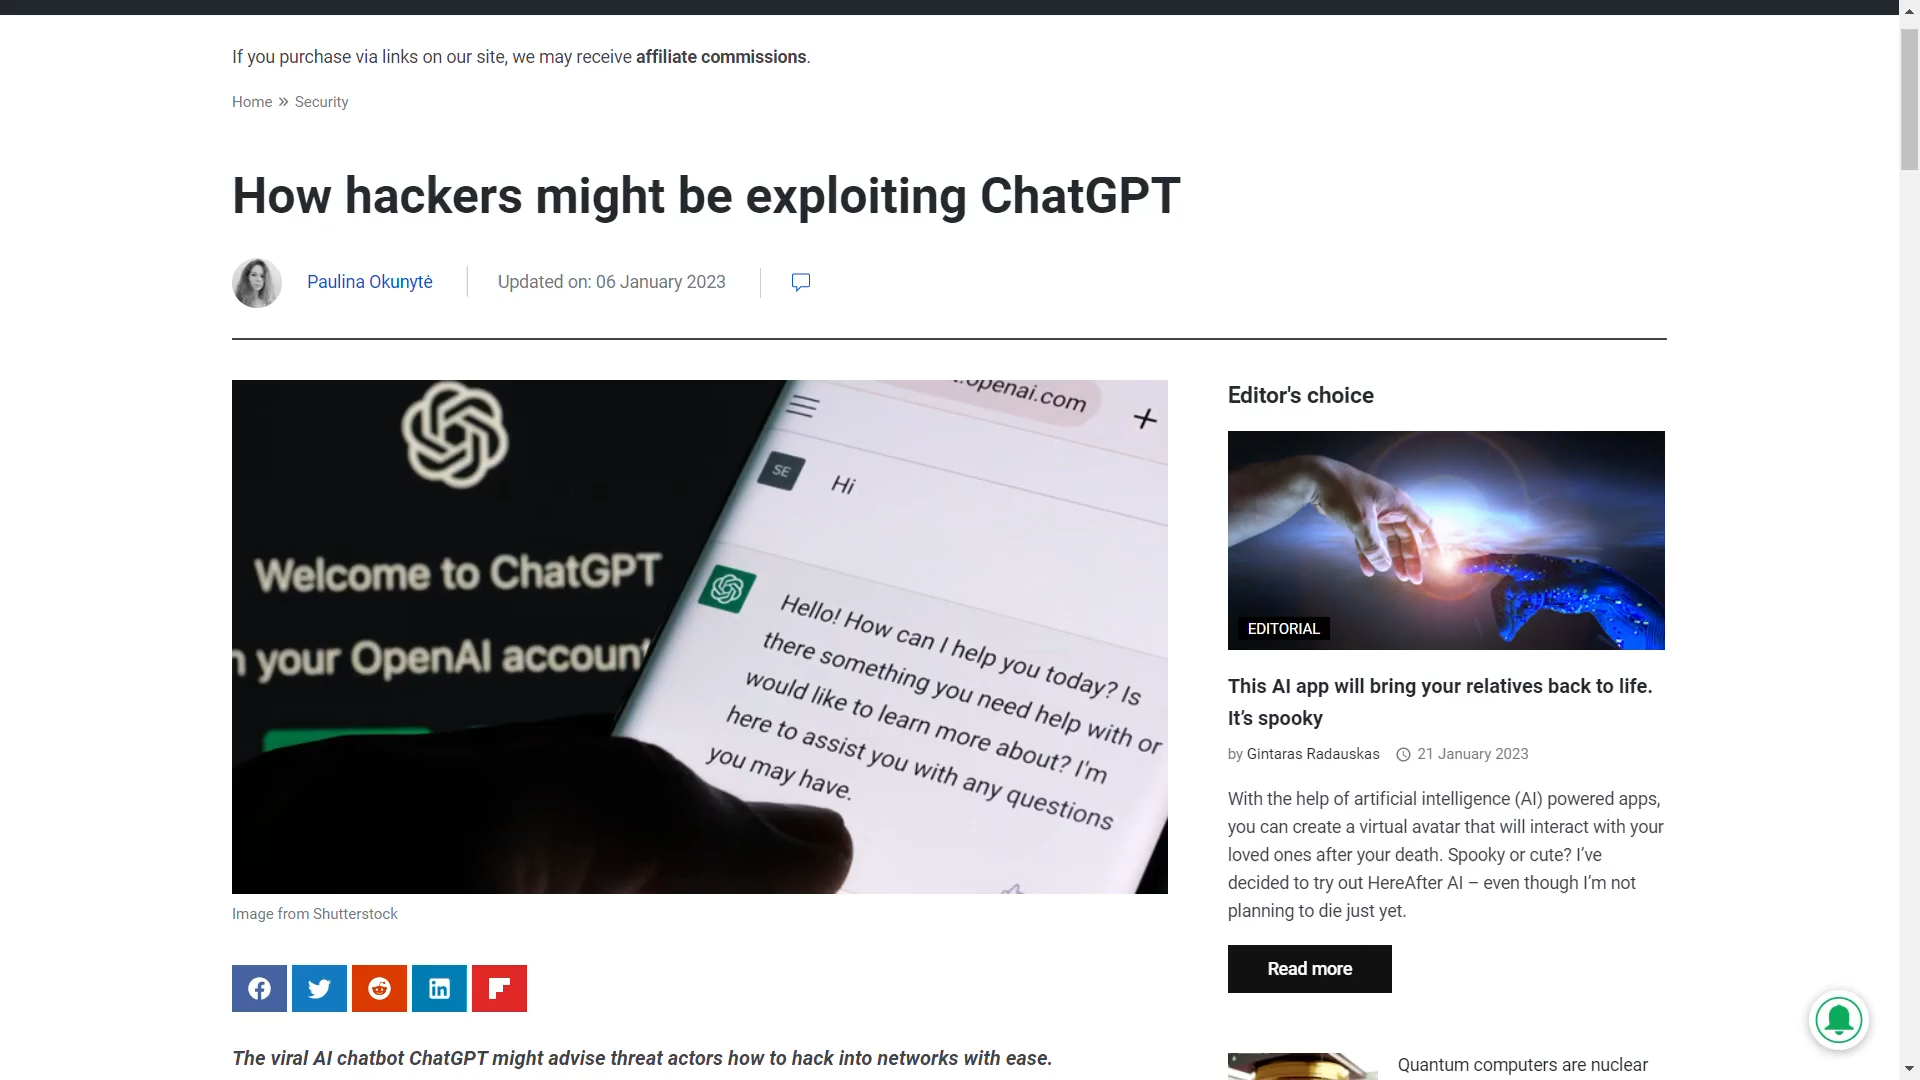 If you purchase via links on our site, we may receive affiliate commissions.
Home » Security
How hackers might be exploiting ChatGPT
Paulina Okunytė
Updated on: 06 January 2023
.openai.com
SE
Hi
Welcome to ChatGPT
your OpenAI account
Hello! How can I help you today? Is
there something you need help with or
would like to learn more about? I'm
here to assist you with any questions
you may have.
Image from Shutterstock
The viral AI chatbot ChatGPT might advise threat actors how to hack into networks with ease.
Editor's choice
EDITORIAL
This AI app will bring your relatives back to life.
It’s spooky
by Gintaras Radauskas 21 January 2023
With the help of artificial intelligence (AI) powered apps,
you can create a virtual avatar that will interact with your
loved ones after your death. Spooky or cute? I’ve
decided to try out HereAfter AI – even though I’m not
planning to die just yet.
Read more
Quantum computers are nuclear